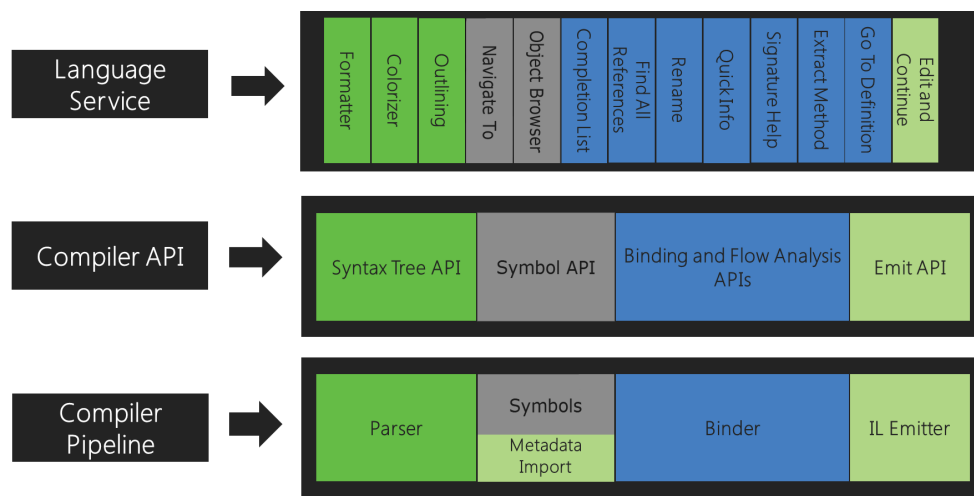 Language
Service
Formatter
Colorizer
Outlining
Navigate To
Object Browser
Completion List
Find All
References
Rename
Quick Info
Signature Help
Extract Method
Go To Definition
Edit and
Continue
Compiler API
Syntax Tree API
Symbol API
Binding and Flow Analysis
APIs
Emit API
Compiler
Pipeline
Parser
Symbols
Metadata
Import
Binder
IL Emitter